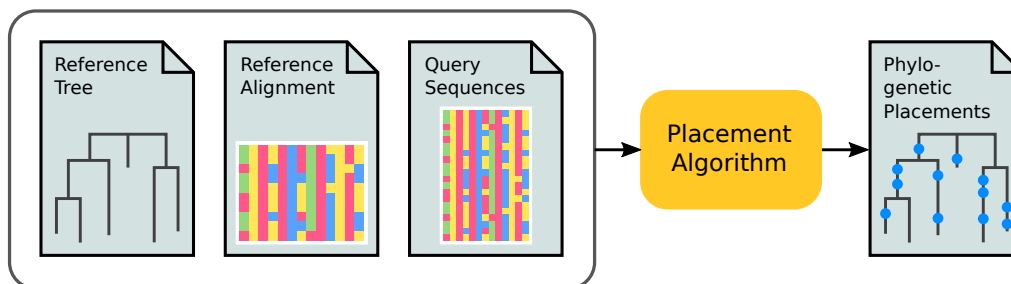 Reference
Tree
Reference
Alignment
Query
Sequences
Placement
Algorithm
Phylo-
genetic
Placements